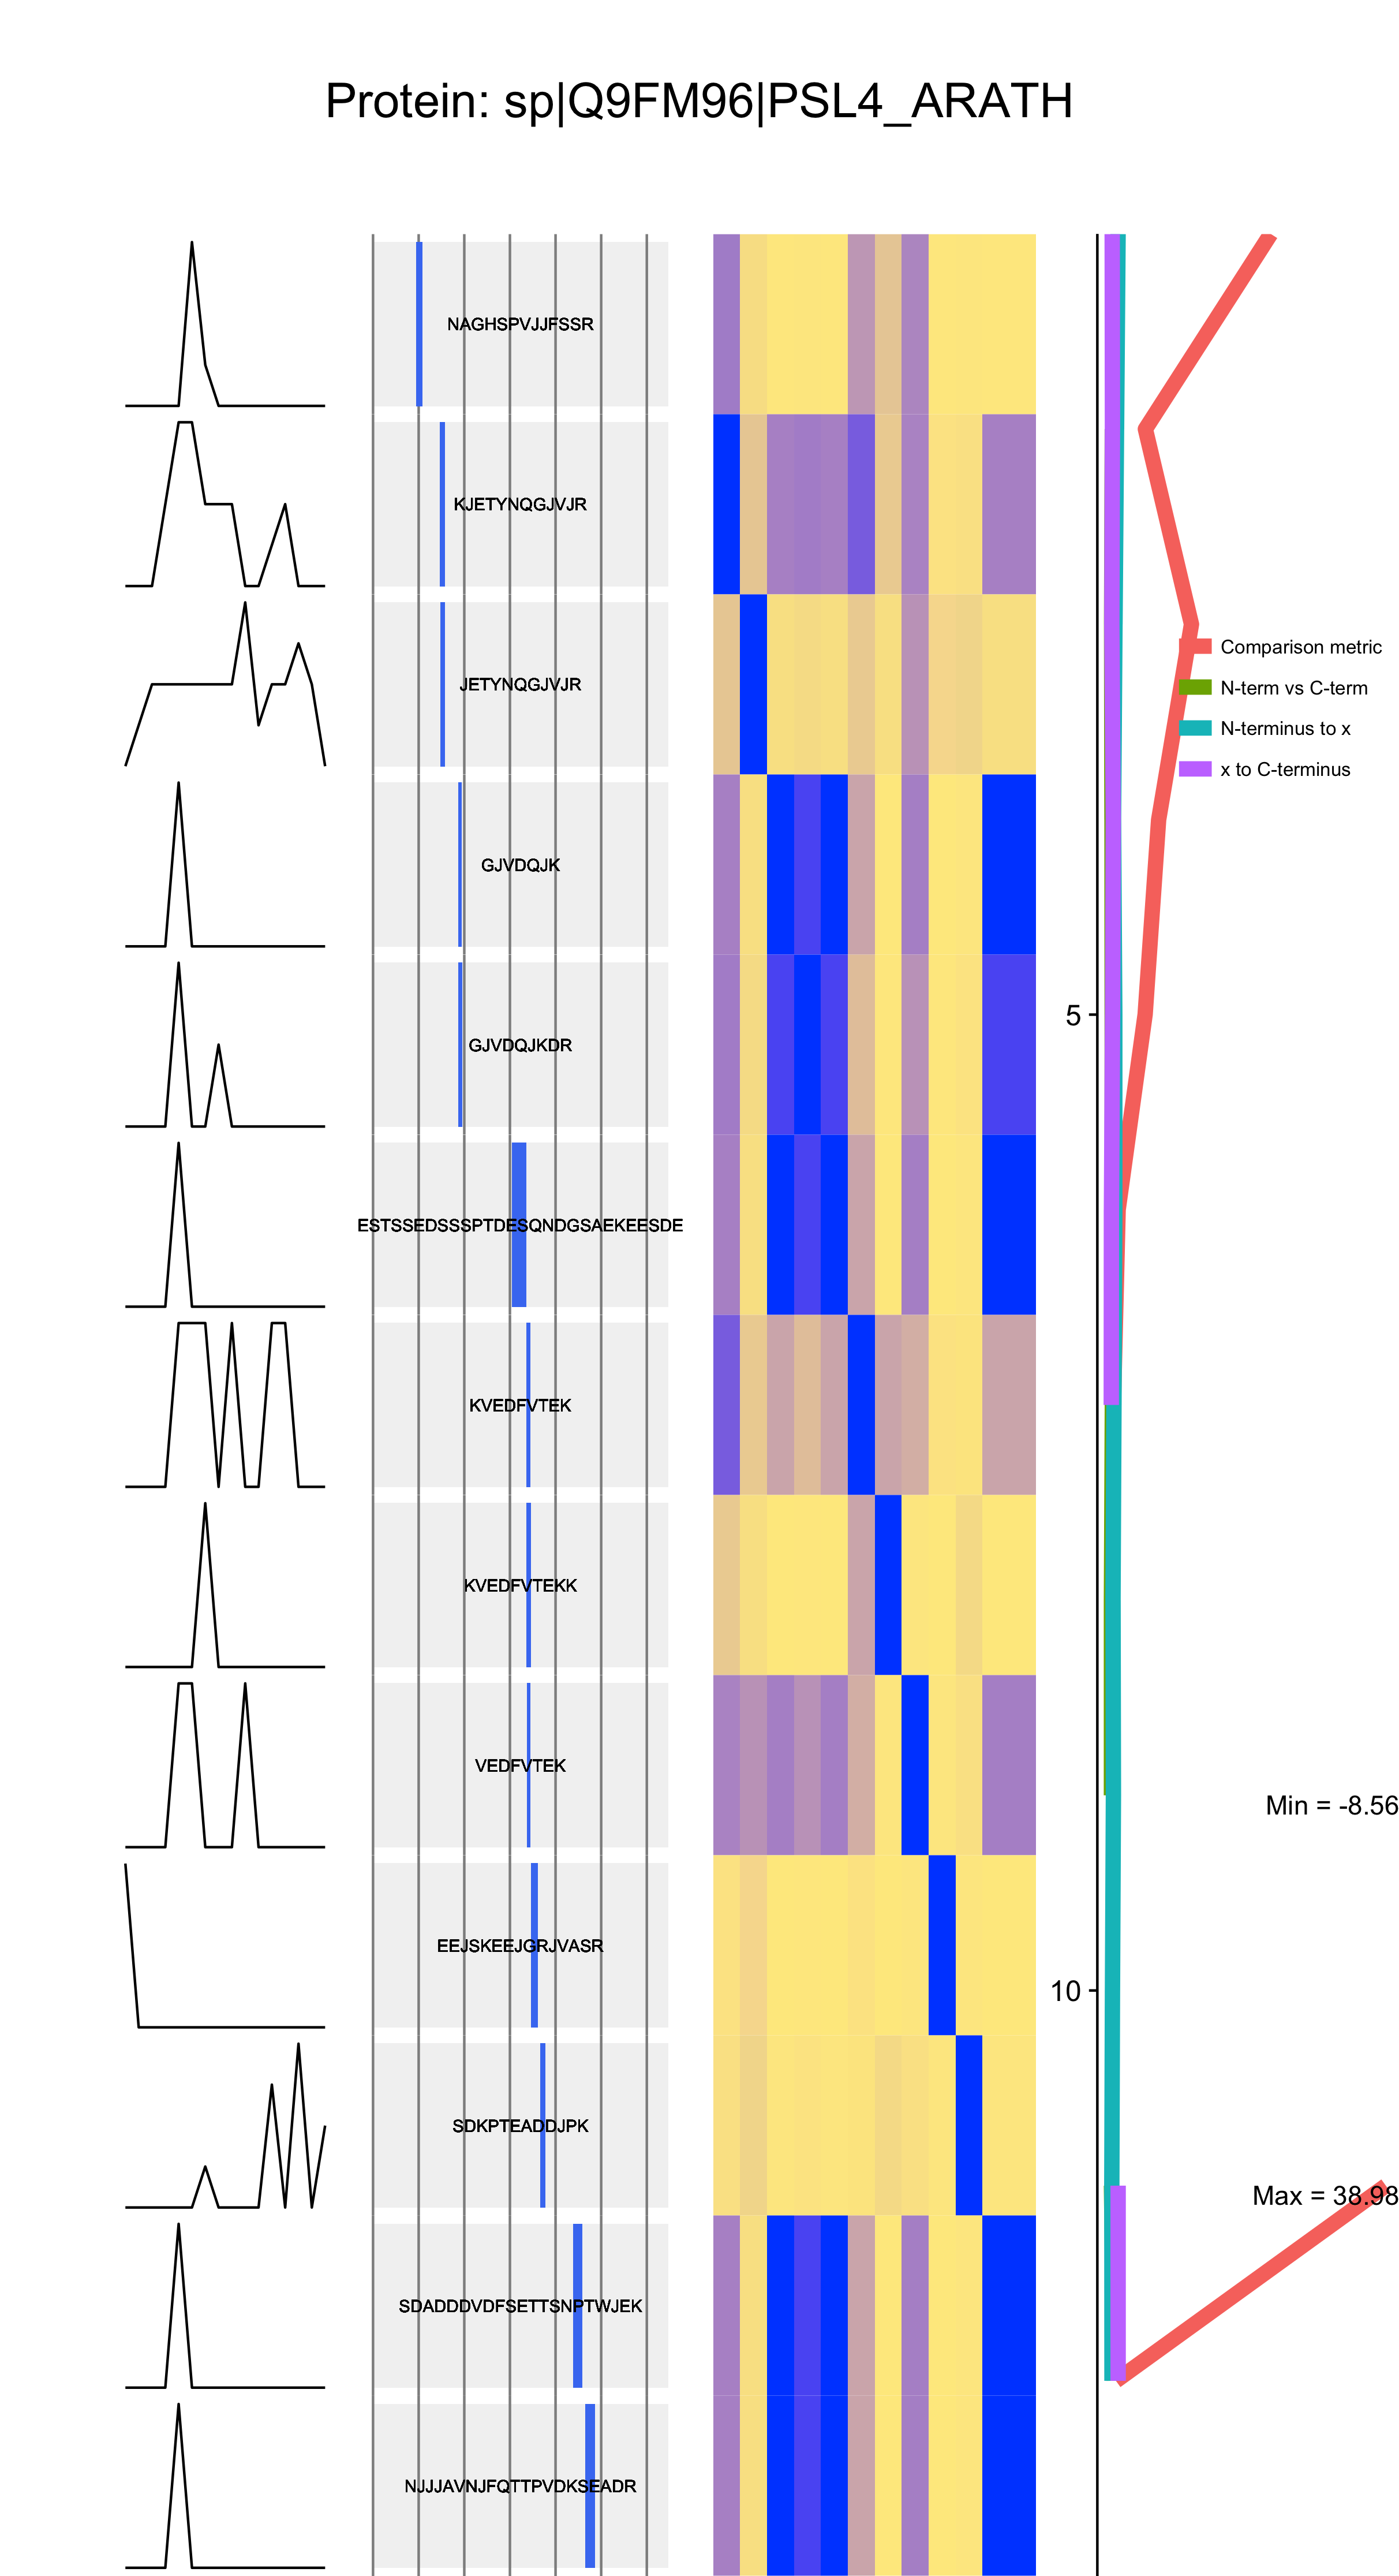 Protein: sp|Q9FM96|PSL4_ARATH
NAGHSPVJJFSSR
KJETYNQGJVJR
JETYNQGJVJR
Comparison metric
N-term vs C-term
N-terminus to x
x to C-terminus
GJVDQJK
5
GJVDQJKDR
ESTSSEDSSSPTDESQNDGSAEKEESDE
KVEDFVTEK
KVEDFVTEKK
VEDFVTEK
Min = -8.56
EEJSKEEJGRJVASR
10
SDKPTEADDJPK
Max = 38.98
SDADDDVDFSETTSNPTWJEK
NJJJAVNJFQTTPVDKSEADR